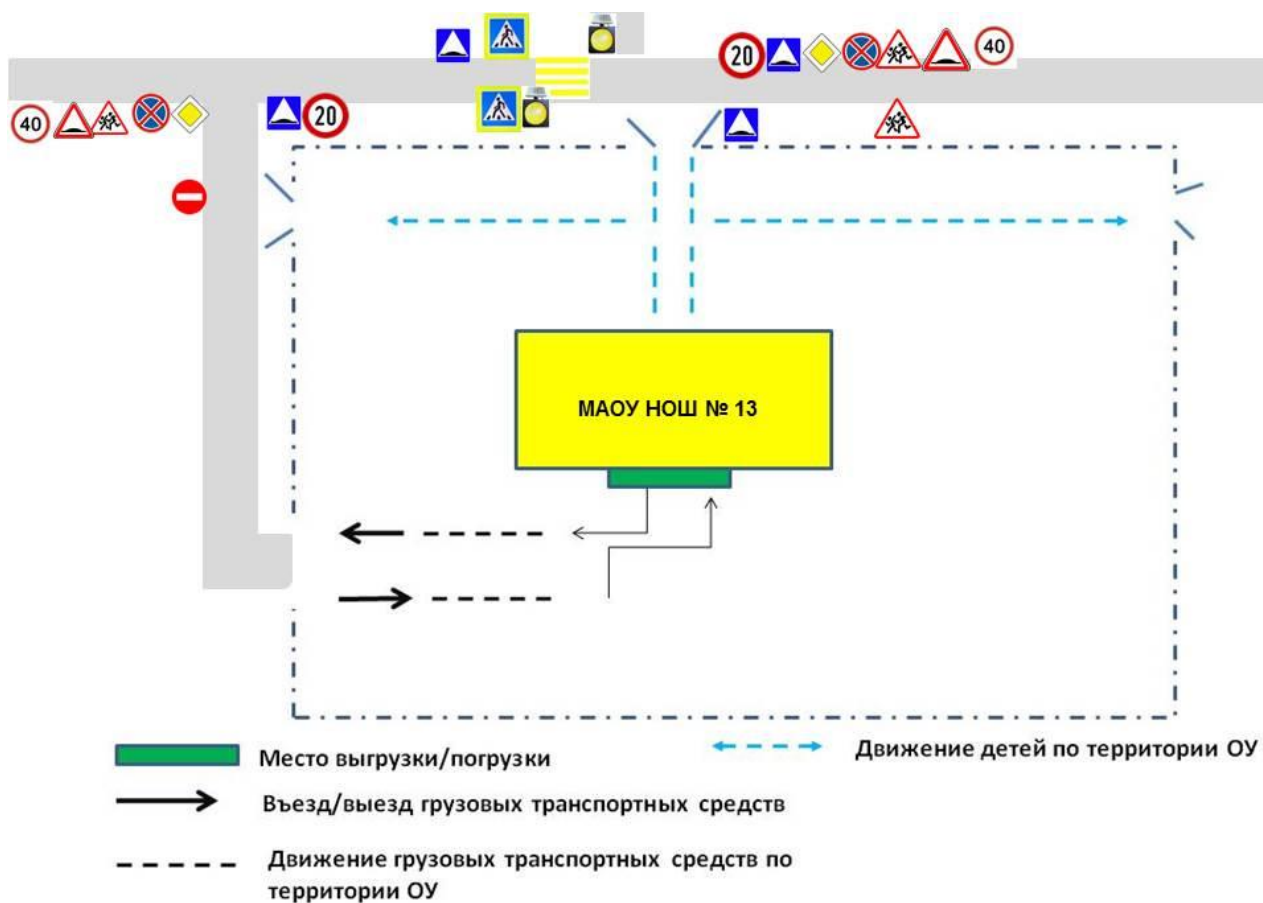 20
40
40
20
МАОУ НОШ № 13
Место выгрузки/погрузки
Движение детей по территории ОУ
Въезд/выезд грузовых транспортных средств
Движение грузовых транспортных средств по
территории ОУ